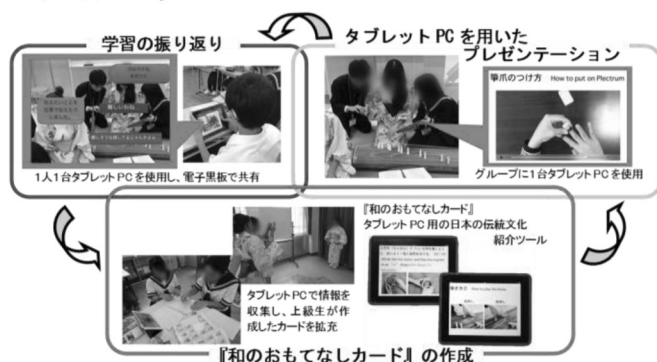 学習の振り返り
タブレットPCを用いた
プレゼンテーション
難しいわね
箏爪のつけ方 How to put on Plectrum
1人1台タブレットPCを使用し、電子黒板で共有
グループに1台タブレットPCを使用
『和のおもてなしカード』
タブレットPC用の日本の伝統文化
紹介ツール
タブレットPCで情報を
収集し、上級生が作
成したカードを拡充
『和のおもてなしカード』の作成